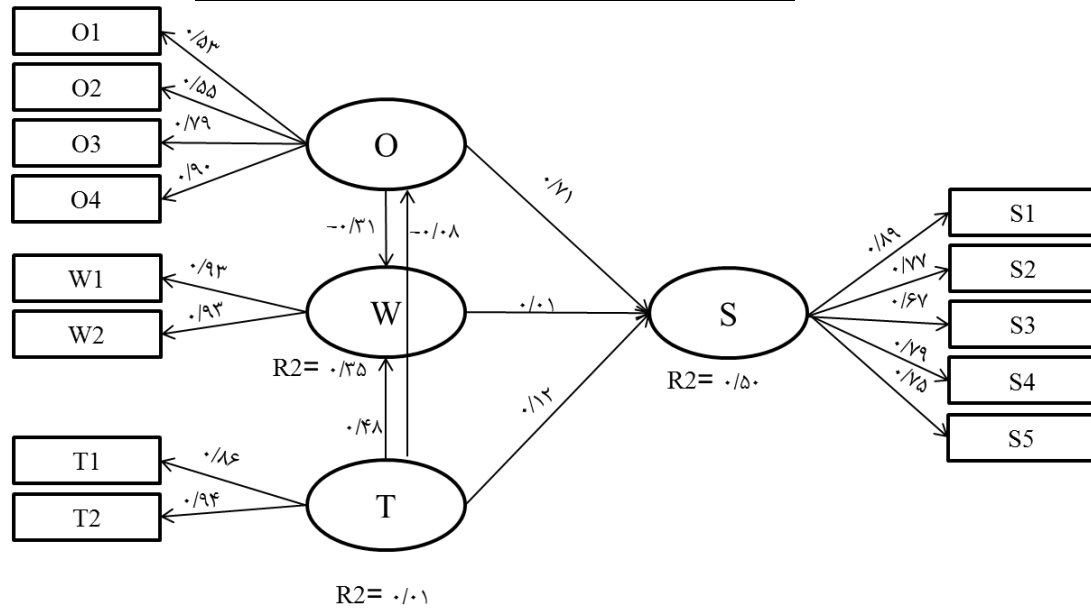 O1
۰/۵۳
O2
۰/۵۵
O3
۰/۷۹
O4
۰/۹۰
O
۰/۷۱
−۰/۳۱
−۰/۰۸
W1
۰/۹۳
W2
۰/۹۳
W
R2= ۰/۳۵
۰/۰۱
۰/۴۸
۰/۱۲
T1
۰/۸۶
T2
۰/۹۴
T
R2= ۰/۰۱
S
R2= ۰/۵۰
S1
۰/۸۹
S2
۰/۷۷
S3
۰/۶۷
S4
۰/۷۹
S5
۰/۷۵